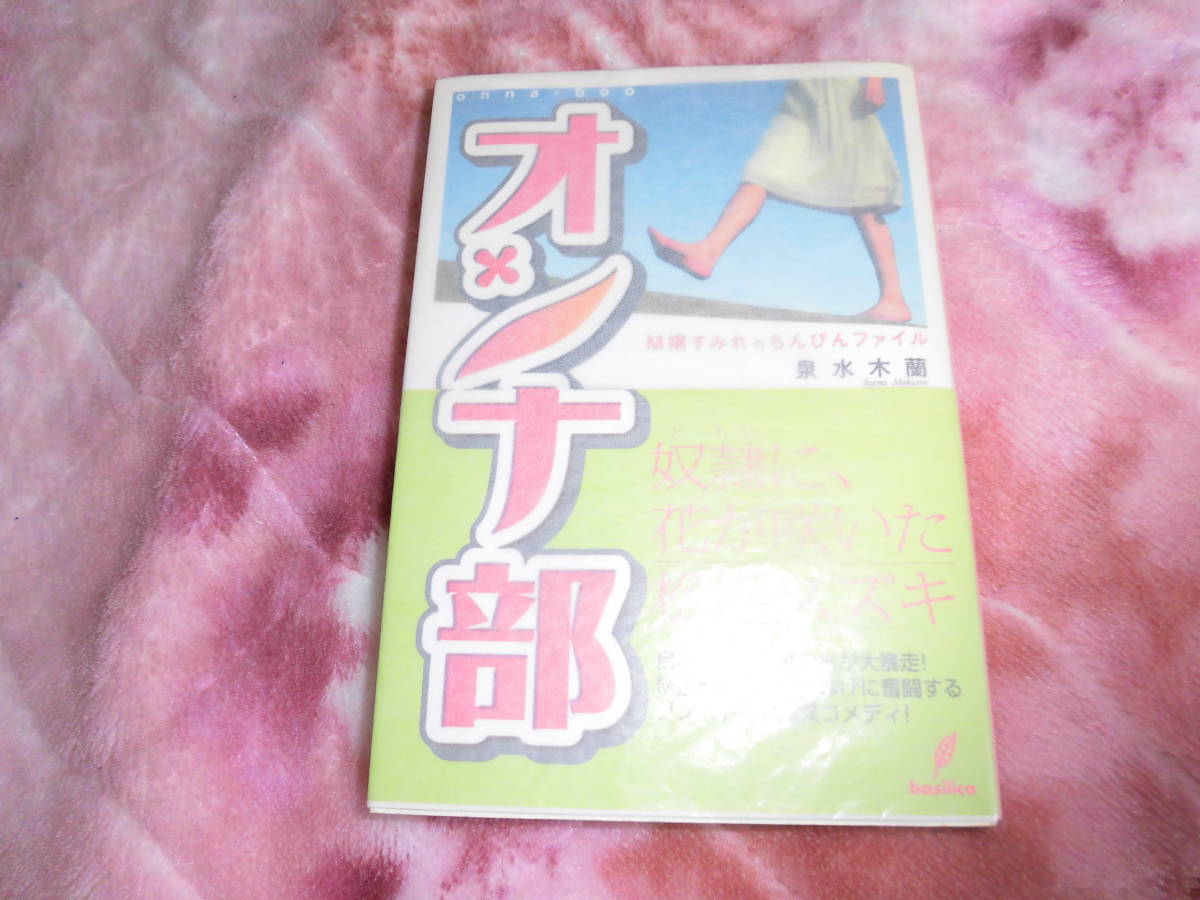 onna-boo
オンナ部
M嬢すみれのちんぴんファイル
泉水木蘭
Izumi Mokuren
奴隷に、
花が咲いた
ズキ
が大暴走!
に奮闘する
コメディ!
basilico